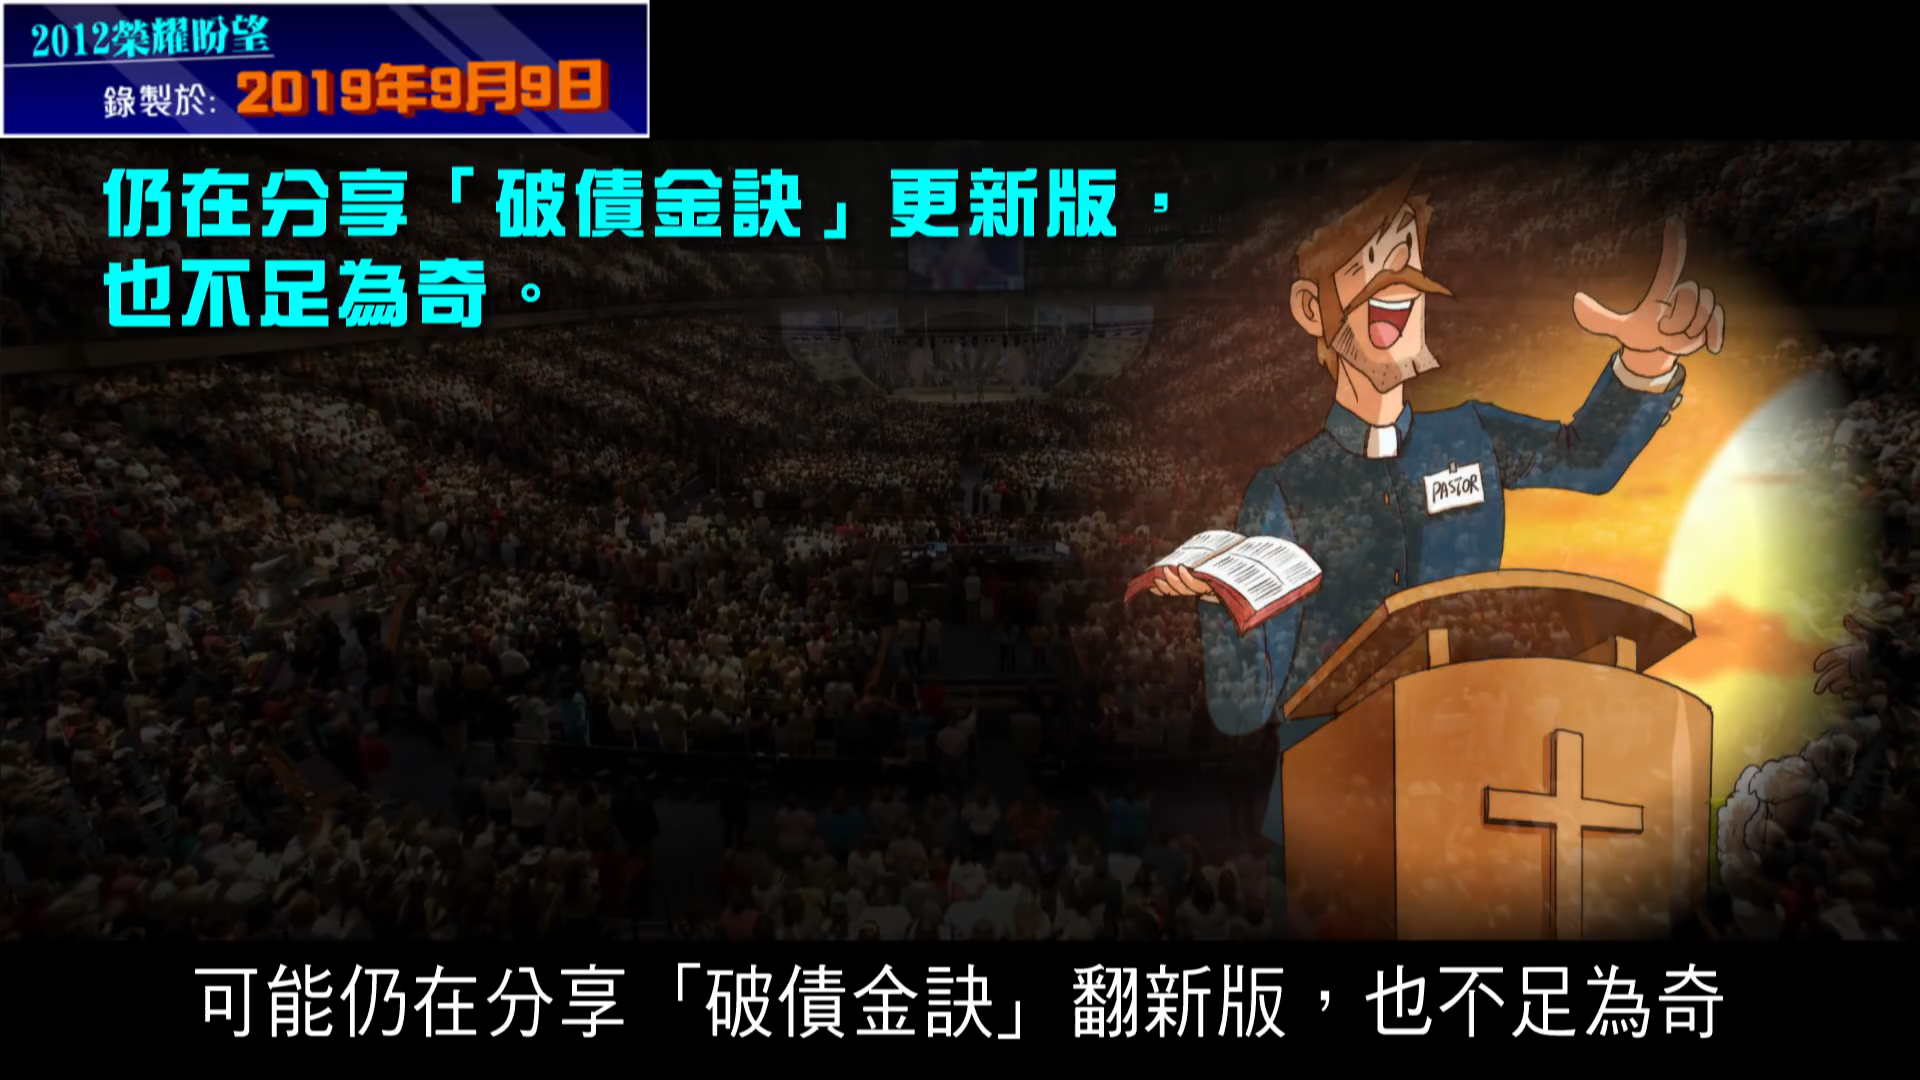 2012榮耀盼望
錄製於: 2019年9月9日
仍在分享「破債金訣」更新版，
也不足為奇。
PASTOR
可能仍在分享「破債金訣」翻新版，也不足為奇